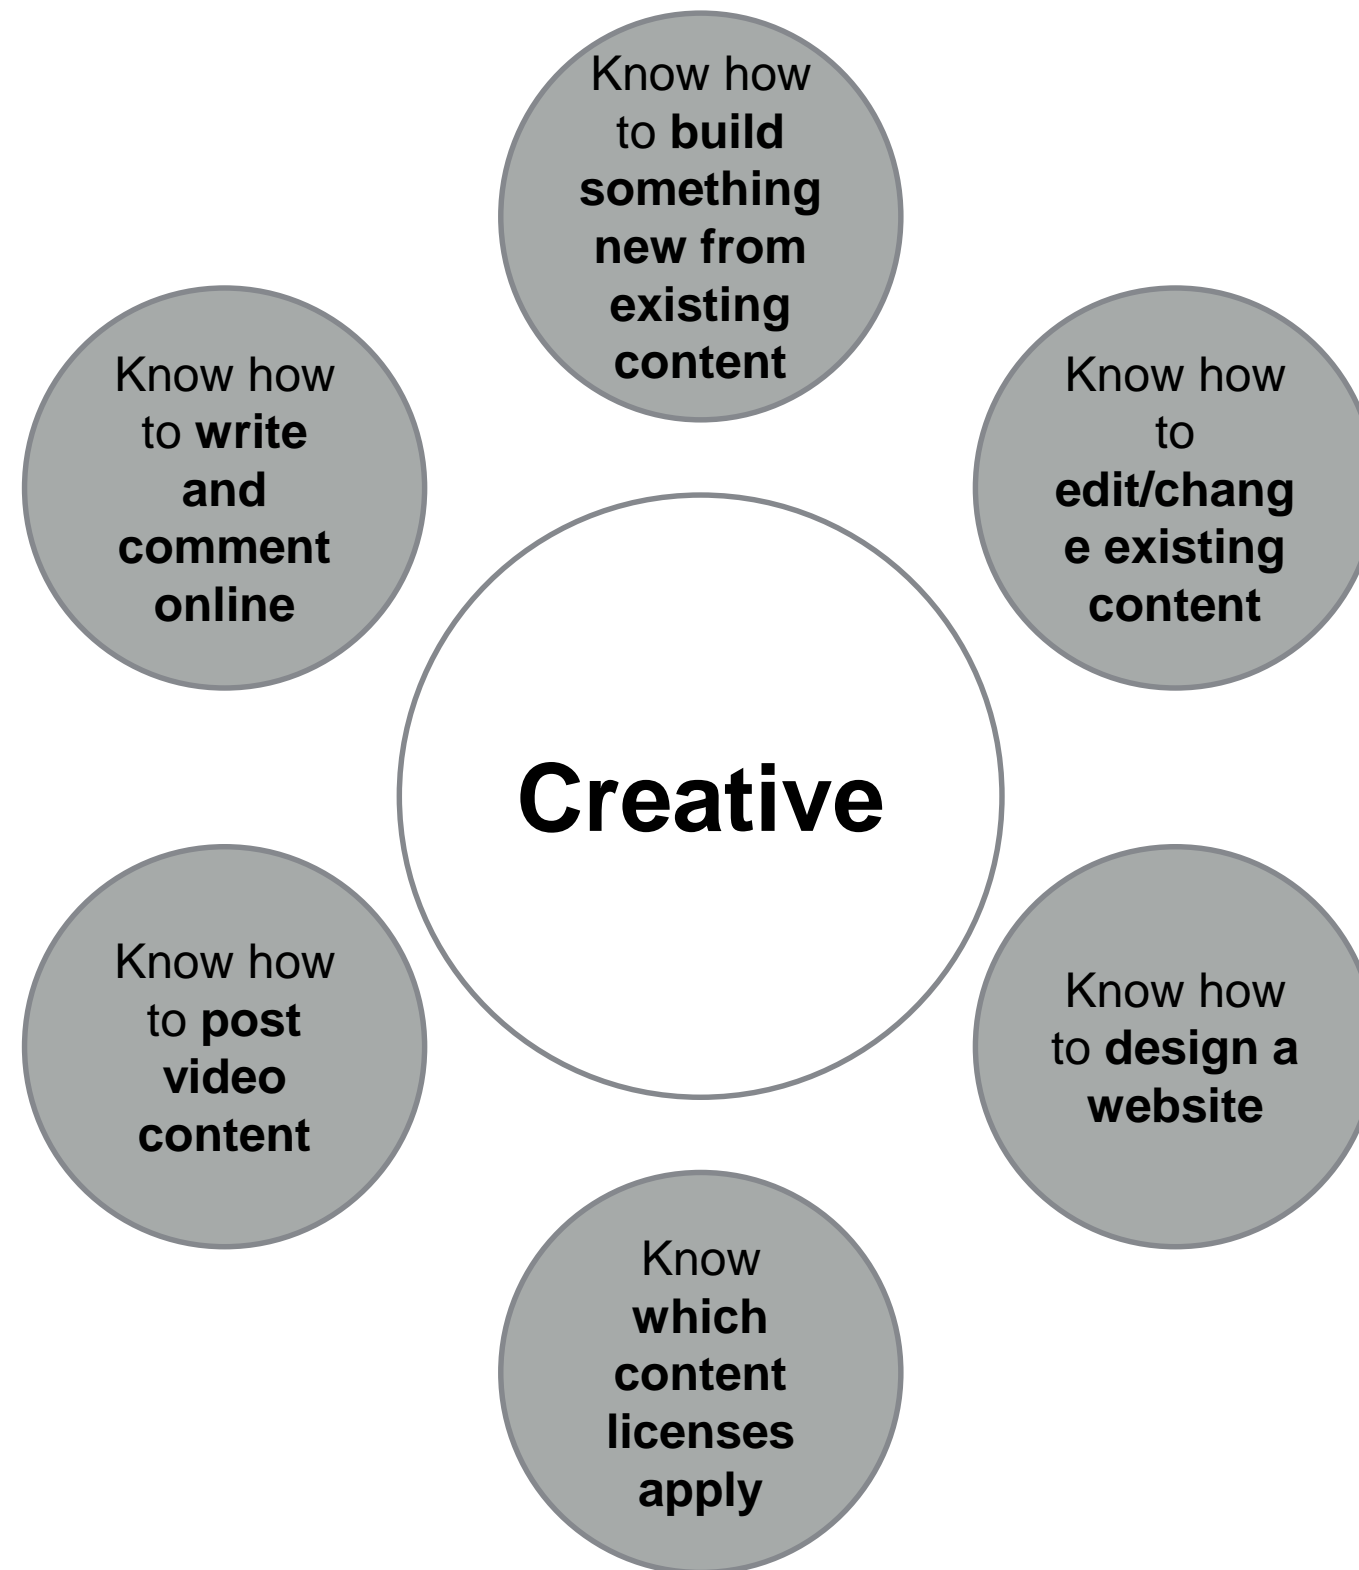 Know how
to build
something
new from
existing
content
Know how
to
edit/chang
e existing
content
Know how
to design a
website
Know
which
content
licenses
apply
Know how
to post
video
content
Know how
to write
and
comment
online
Creative